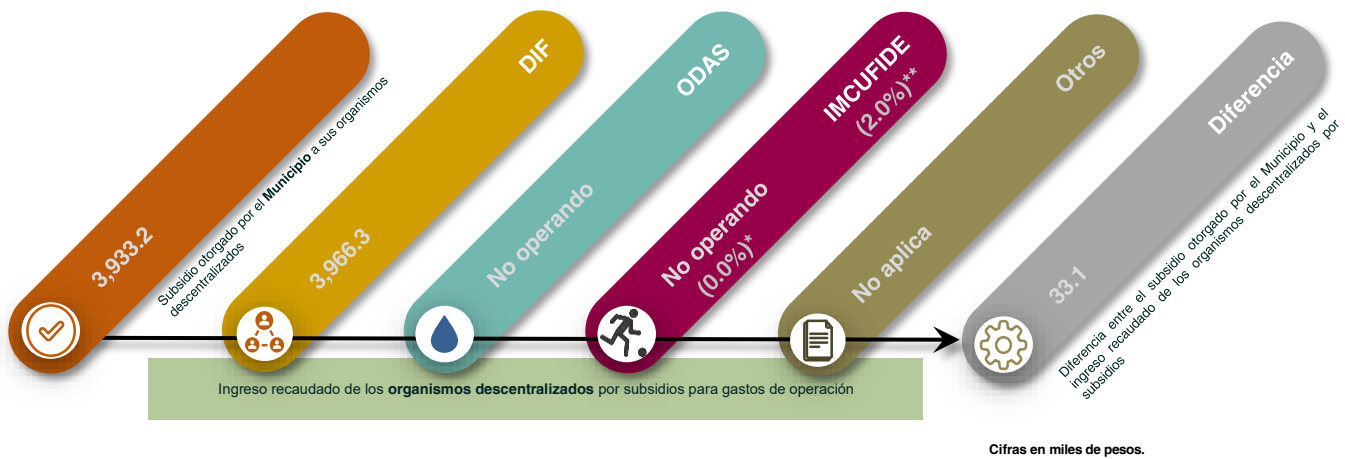 3,933.2
Subsidio otorgado por el Municipio a sus organismos
descentralizados
DIF
3,966.3
ODAS
No operando
IMCUFIDE
(2.0%)**
No operando
(0.0%)*
Otros
No aplica
Diferencia
33.1
Diferencia entre el subsidio otorgado por el Municipio y el
ingreso recaudado de los organismos descentralizados por
subsidios
Ingreso recaudado de los organismos descentralizados por subsidios para gastos de operación
Cifras en miles de pesos.